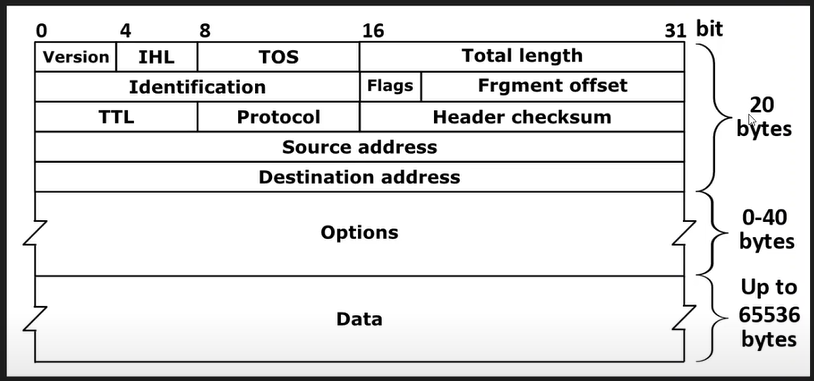 0 4 8 16 31 bit
Version IHL TOS Total length
Identification Flags Frgment offset
TTL Protocol Header checksum
Source address
Destination address
20
bytes
Options
0-40
bytes
Data
Up to
65536
bytes